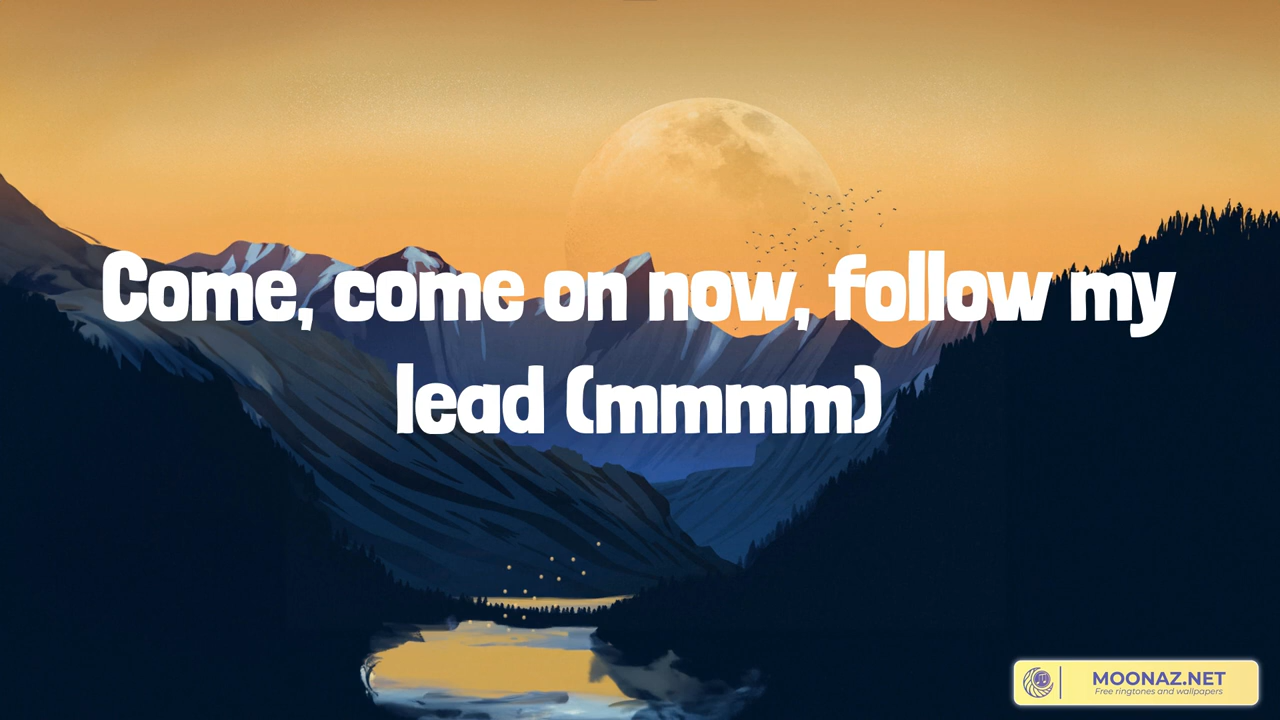 Come, come on now, follow my
lead (mmmm)
MOONAZ.NET
Free ringtones and wallpapers